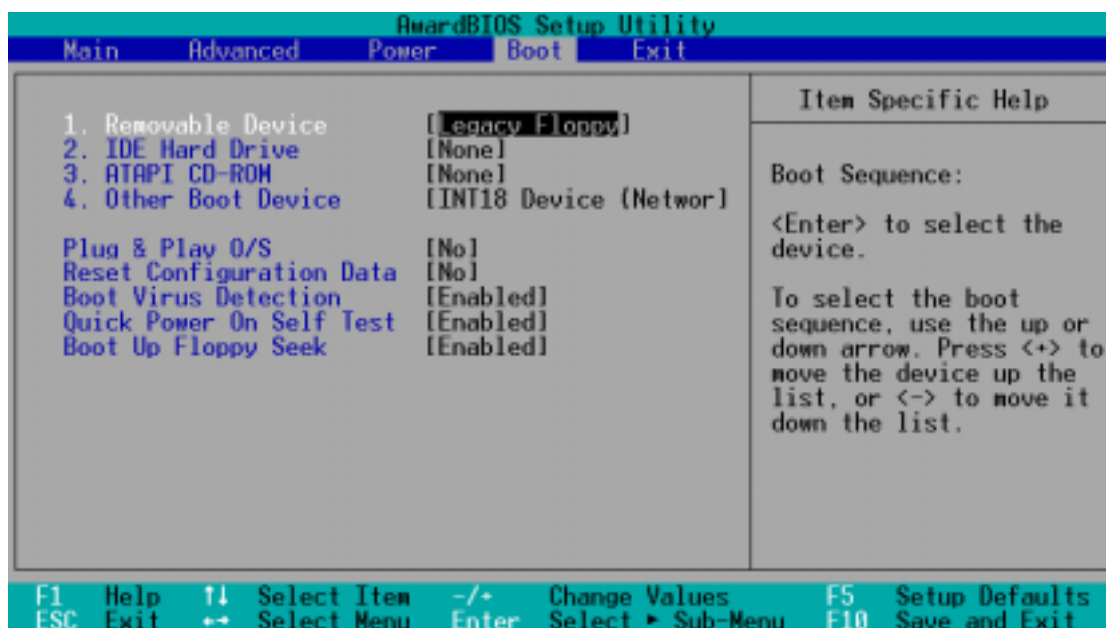 AwardBIOS Setup Utility
Main Advanced Power Boot Exit
1. Removable Device [Legacy Floppy]
2. IDE Hard Drive [None]
3. ATAPI CD-ROM [None]
4. Other Boot Device [INT18 Device (Networ]
Plug & Play O/S [No]
Reset Configuration Data [No]
Boot Virus Detection [Enabled]
Quick Power On Self Test [Enabled]
Boot Up Floppy Seek [Enabled]
Item Specific Help
Boot Sequence:
<Enter> to select the
device.
To select the boot
sequence, use the up or
down arrow. Press <+> to
move the device up the
list, or <-> to move it
down the list.
F1 Help ↑↓ Select Item -/+ Change Values F5 Setup Defaults
ESC Exit ←→ Select Menu Enter Select ► Sub-Menu F10 Save and Exit